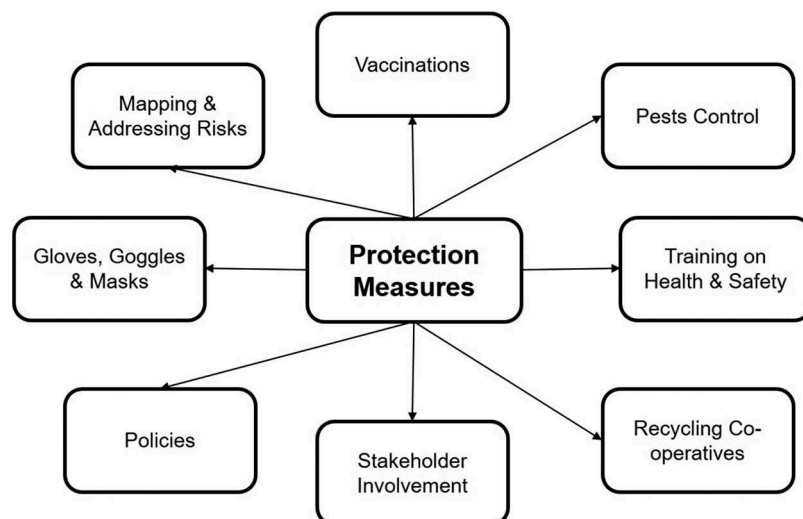 Vaccinations
Mapping &
Addressing Risks
Pests Control
Gloves, Goggles
& Masks
Protection
Measures
Training on
Health & Safety
Policies
Stakeholder
Involvement
Recycling Co-
operatives